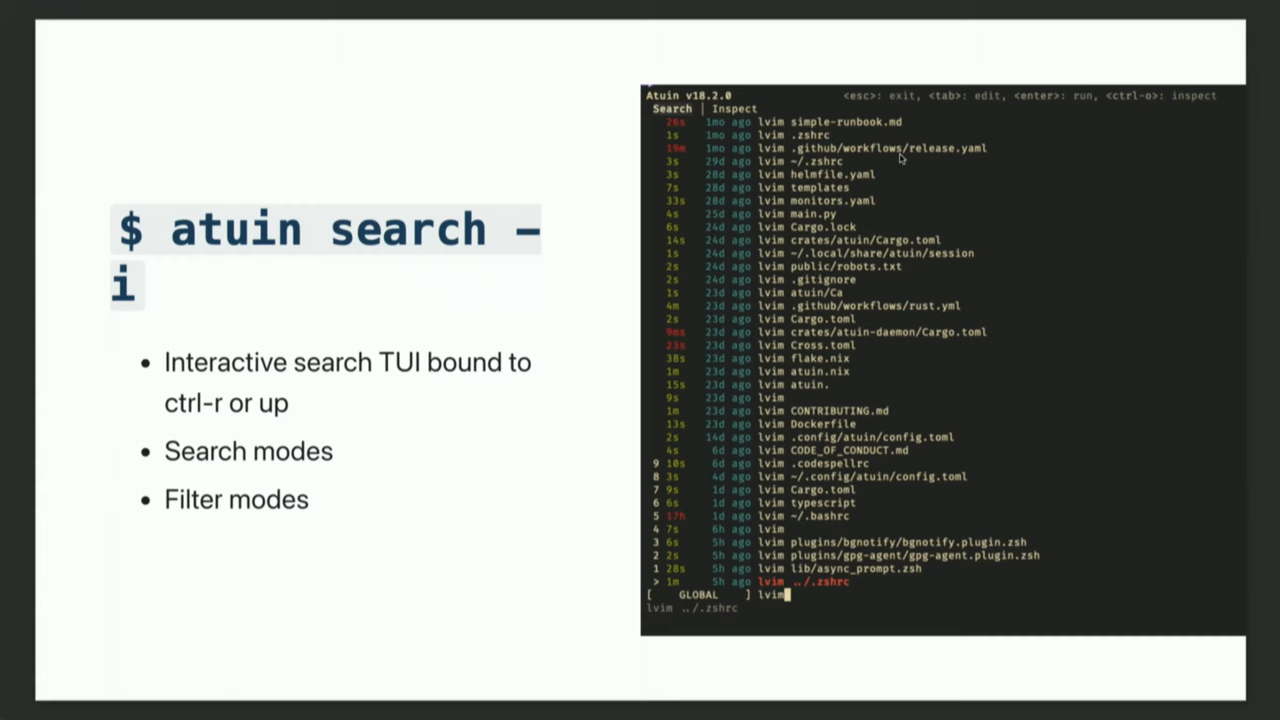 $ atuin search -
i
• Interactive search TUI bound to
ctrl-r or up
• Search modes
• Filter modes
Atuin v18.2.0 <esc>: exit, <tab>: edit, <enter>: run, <ctrl-o>: inspect
Search | Inspect
26s 1mo ago lvim simple-runbook.md
1s 1mo ago lvim .zshrc
19m 1mo ago lvim .github/workflows/release.yaml
3s 29d ago lvim ~/.zshrc
3s 28d ago lvim helmfile.yaml
7s 28d ago lvim templates
33s 28d ago lvim monitors.yaml
4s 25d ago lvim main.py
6s 24d ago lvim Cargo.lock
14s 24d ago lvim crates/atuin/Cargo.toml
1s 24d ago lvim ~/.local/share/atuin/session
2s 24d ago lvim public/robots.txt
2s 24d ago lvim .gitignore
1s 23d ago lvim atuin/Ca
4m 23d ago lvim .github/workflows/rust.yml
2s 23d ago lvim Cargo.toml
9ms 23d ago lvim crates/atuin-daemon/Cargo.toml
23s 23d ago lvim Cross.toml
38s 23d ago lvim flake.nix
1m 23d ago lvim atuin.nix
15s 23d ago lvim atuin.
9s 23d ago lvim
1m 23d ago lvim CONTRIBUTING.md
13s 23d ago lvim Dockerfile
2s 14d ago lvim .config/atuin/config.toml
4s 6d ago lvim CODE_OF_CONDUCT.md
9 10s 6d ago lvim .codespellrc
8 3s 4d ago lvim ~/.config/atuin/config.toml
7 9s 1d ago lvim Cargo.toml
6 6s 1d ago lvim typescript
5 17h 1d ago lvim ~/.bashrc
4 7s 6h ago lvim
3 6s 5h ago lvim plugins/bgnotify/bgnotify.plugin.zsh
2 2s 5h ago lvim plugins/gpg-agent/gpg-agent.plugin.zsh
1 28s 5h ago lvim lib/async_prompt.zsh
> 1m 5h ago lvim ../.zshrc
[ GLOBAL ] lvim
lvim ../.zshrc